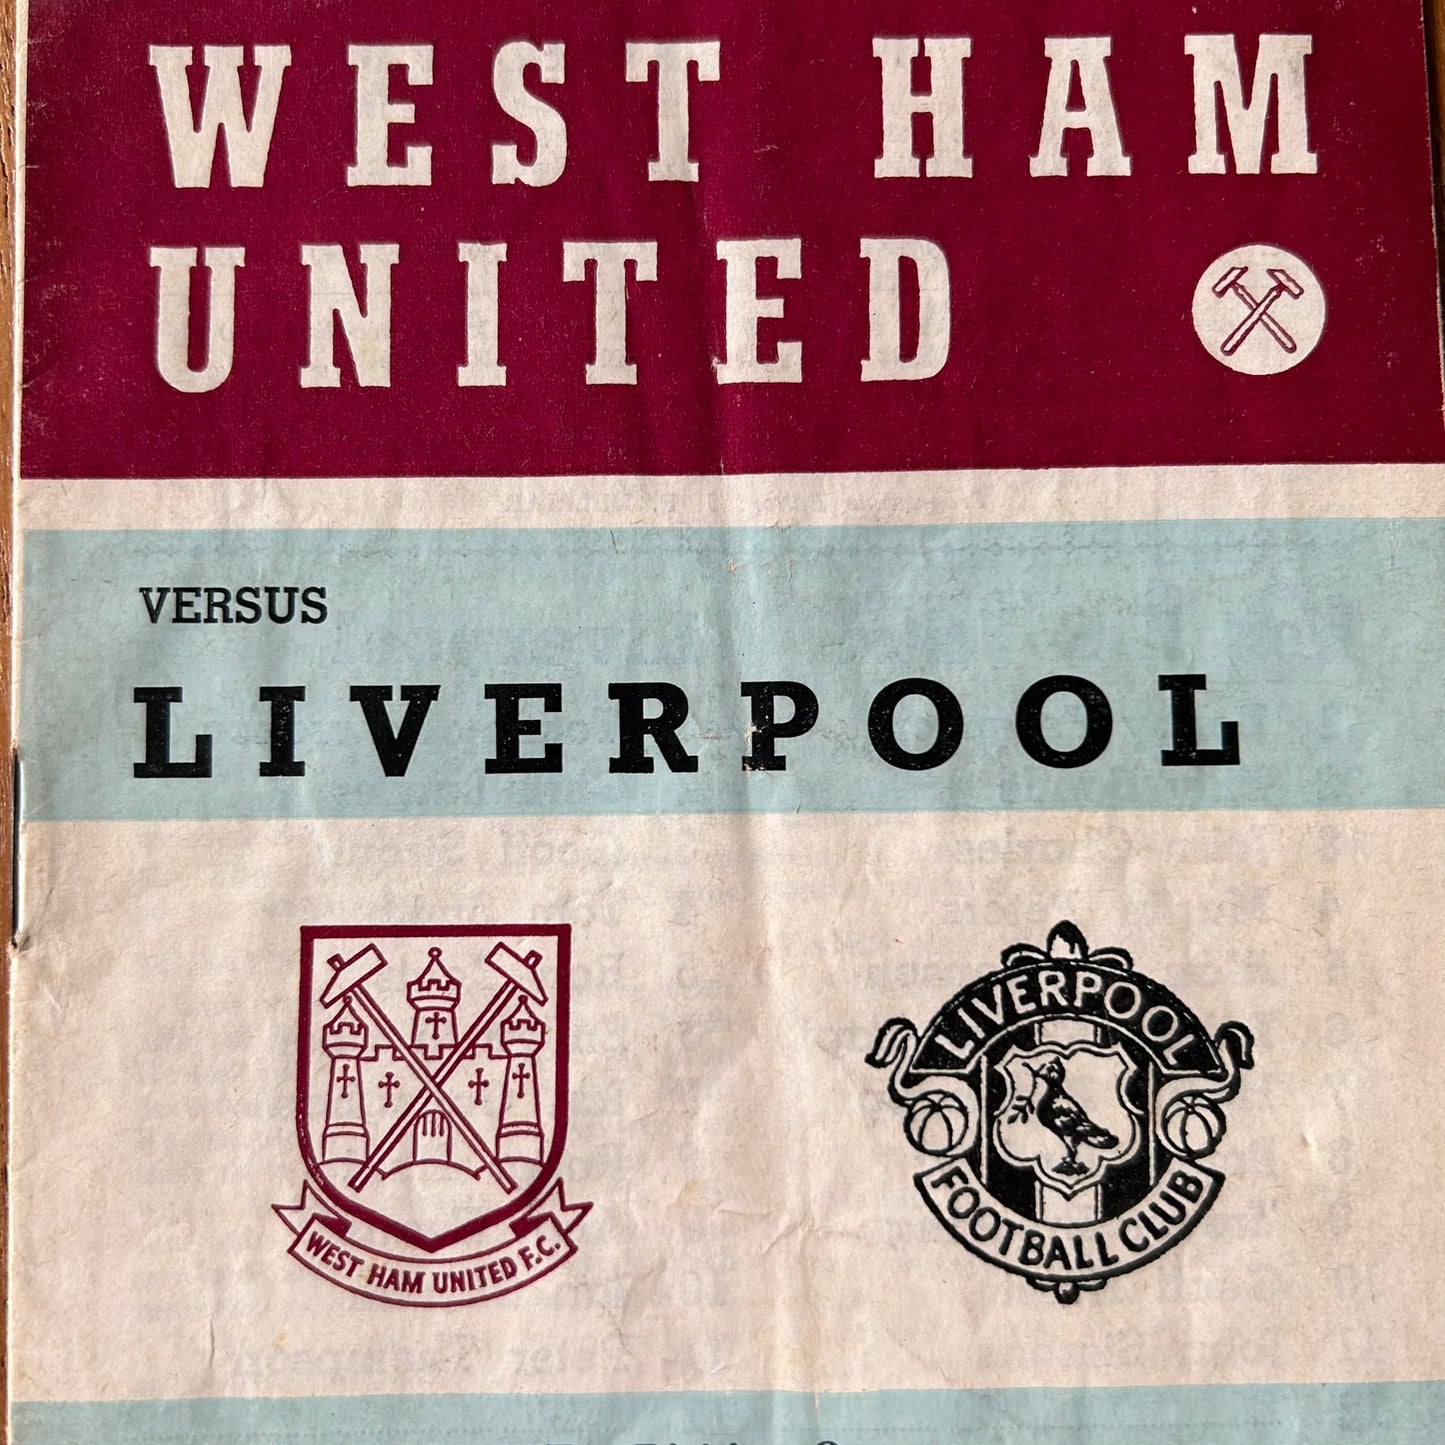 WEST HAM
UNITED
VERSUS
LIVERPOOL
WEST HAM UNITED F.C.
LIVERPOOL
FOOTBALL CLUB